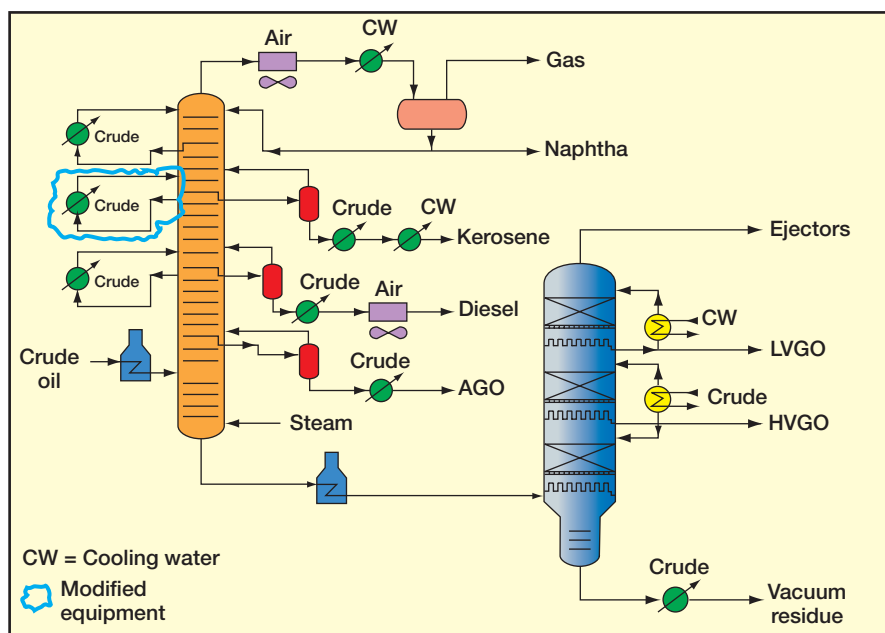 Air
CW
Gas
Crude
Naphtha
Crude
Crude
CW
Kerosene
Ejectors
Crude
Crude
Air
Diesel
CW
LVGO
Crude
oil
Crude
AGO
Crude
HVGO
Steam
CW = Cooling water
Modified
equipment
Crude
Vacuum
residue